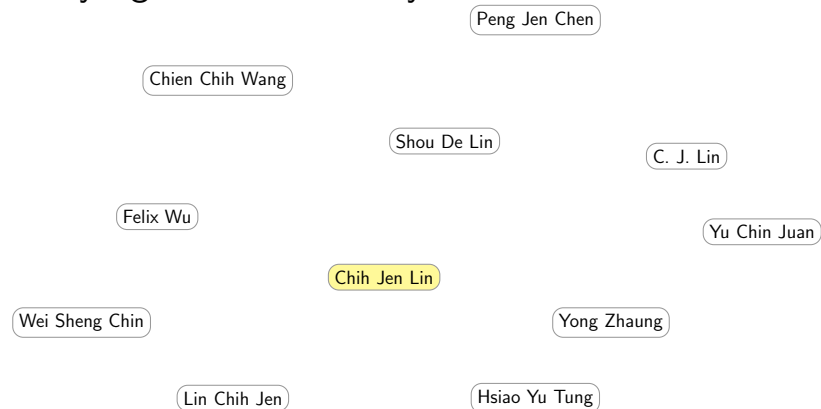 Peng Jen Chen
Chien Chih Wang
Shou De Lin
C. J. Lin
Felix Wu
Yu Chin Juan
Chih Jen Lin
Wei Sheng Chin
Yong Zhaung
Lin Chih Jen
Hsiao Yu Tung